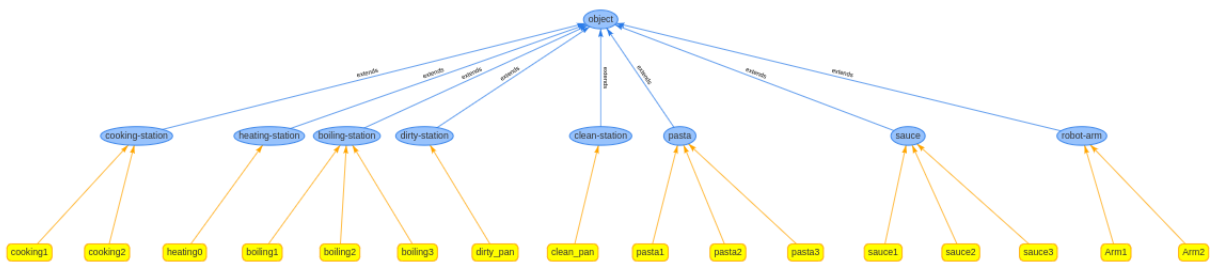 object
extends extends extends extends extends extends extends extends
cooking-station heating-station boiling-station dirty-station clean-station pasta sauce robot-arm
cooking1 cooking2 heating0 boiling1 boiling2 boiling3 dirty_pan clean_pan pasta1 pasta2 pasta3 sauce1 sauce2 sauce3 Arm1 Arm2